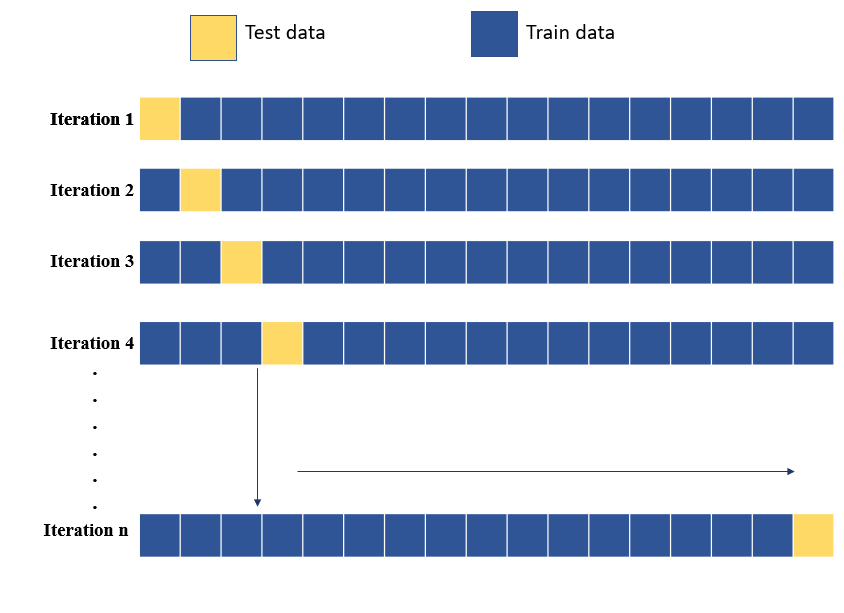 Test data
Train data
Iteration 1
Iteration 2
Iteration 3
Iteration 4
.
.
.
.
.
.
Iteration n